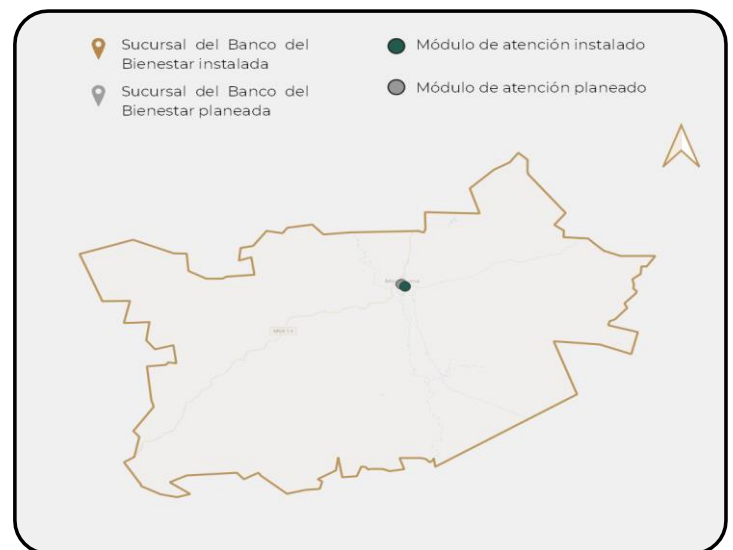 Sucursal del Banco del
Bienestar instalada
Sucursal del Banco del
Bienestar planeada
Módulo de atención instalado
Módulo de atención planeado